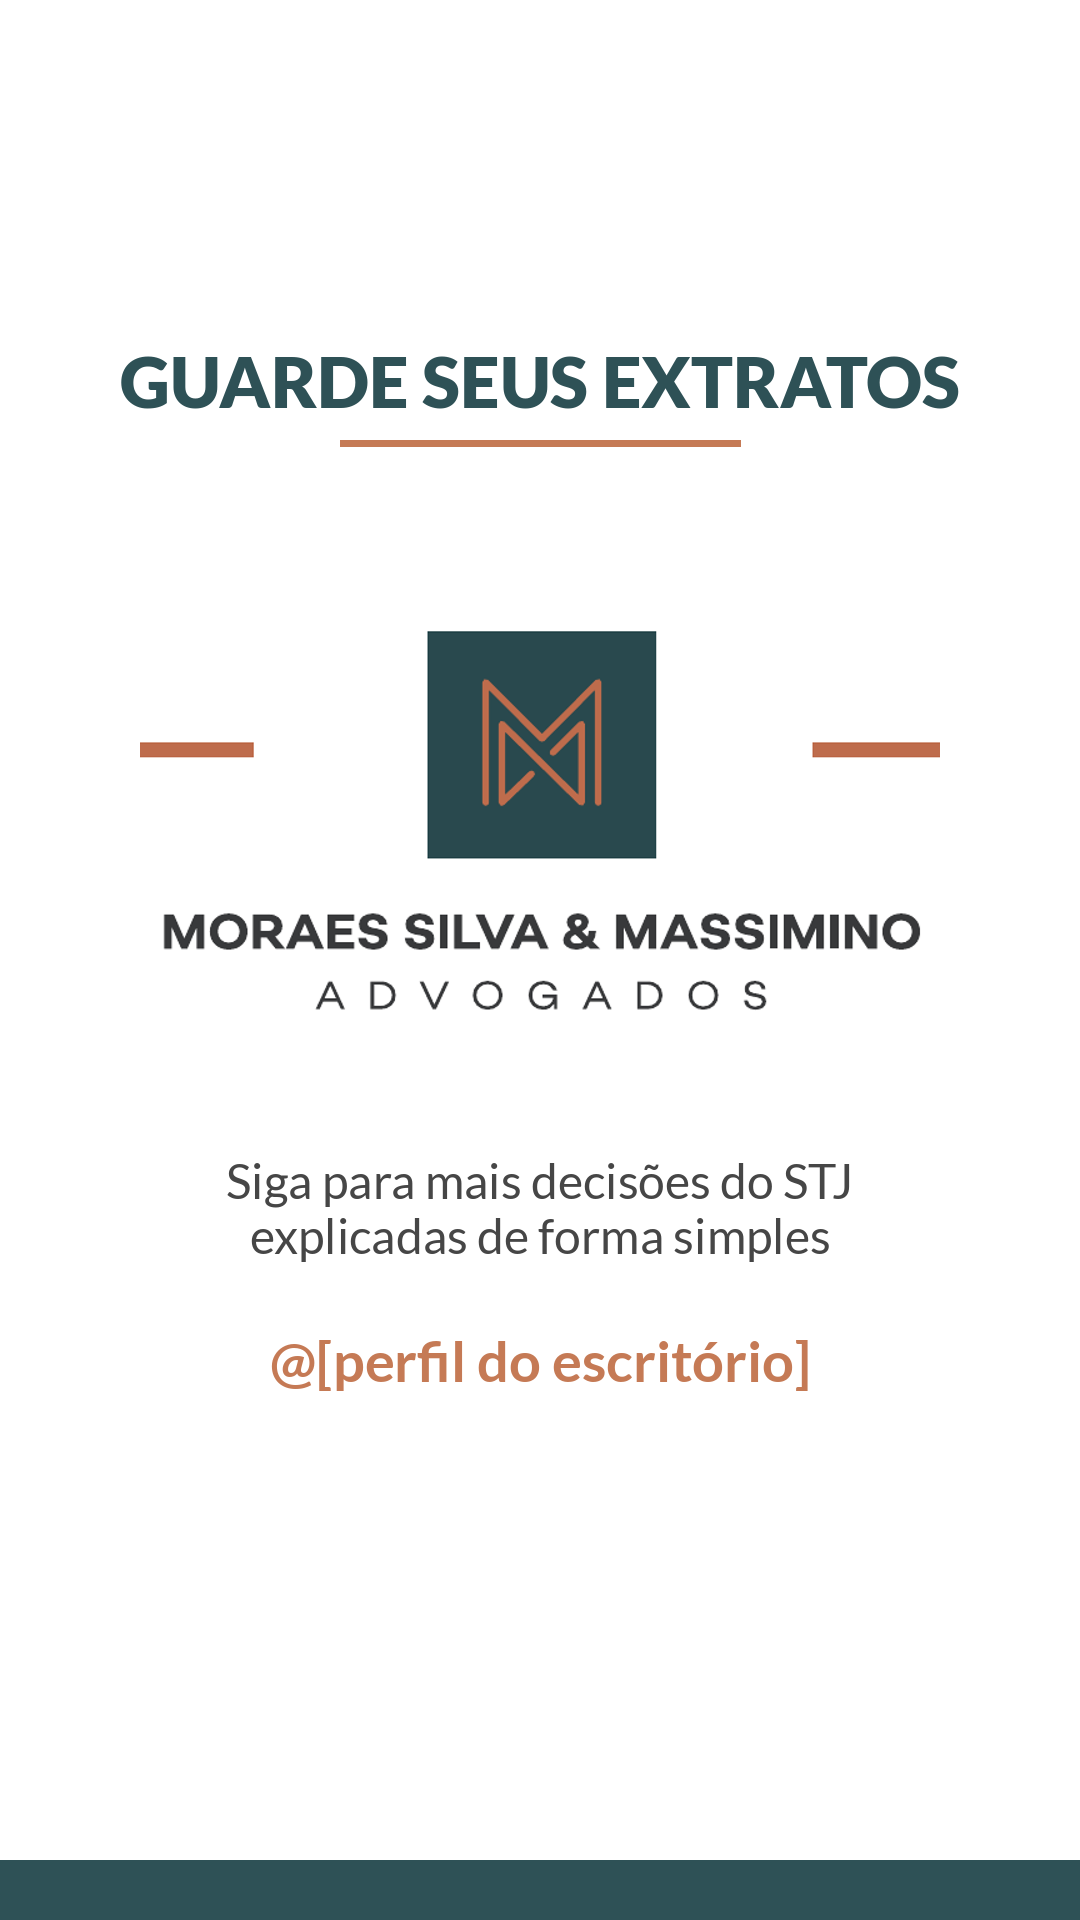 GUARDE SEUS EXTRATOS
MORAES SILVA & MASSIMINO
ADVOGADOS
Siga para mais decisões do STJ
explicadas de forma simples
@[perfil do escritório]